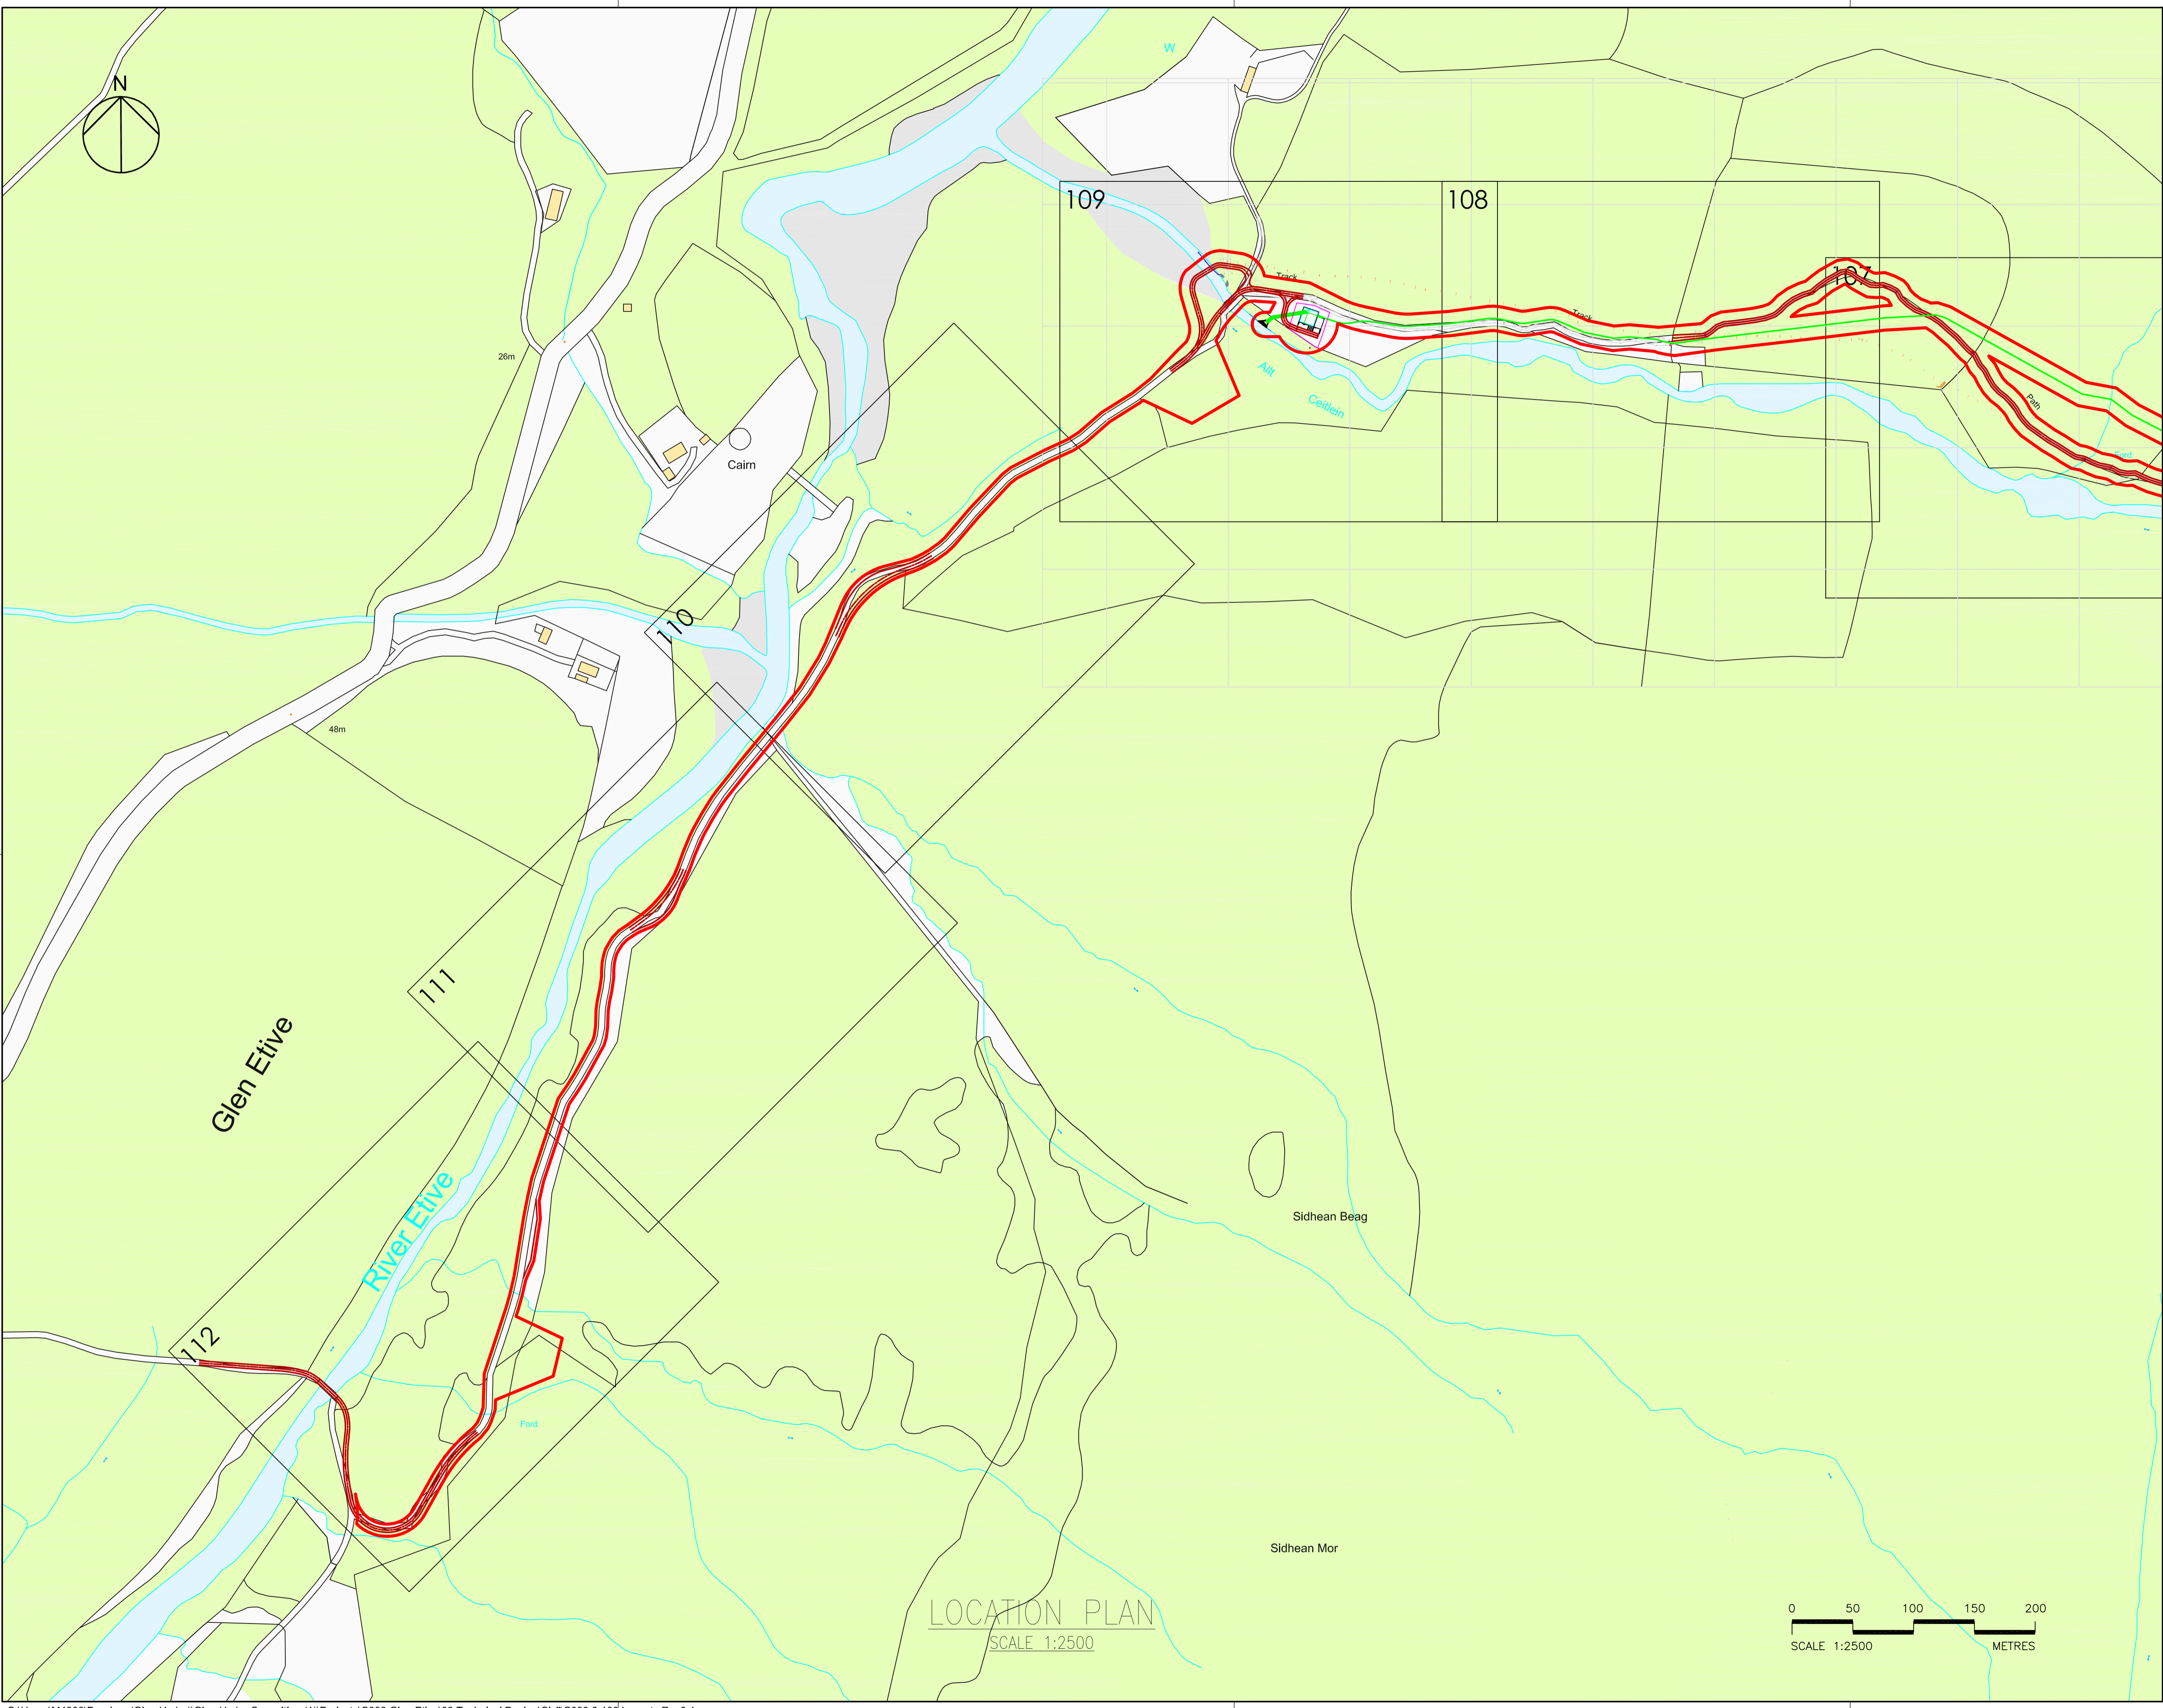 N
W
109
108
107
Track
Track
Path
Ford
Allt
Ceitlein
26m
Cairn
110
48m
111
Glen Etive
River Etive
112
Ford
Sidhean Beag
Sidhean Mor
LOCATION PLAN
SCALE 1:2500
0 50 100 150 200
SCALE 1:2500 METRES